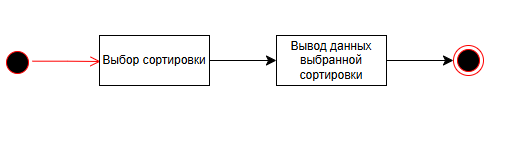 Выбор сортировки
Вывод данных
выбранной
сортировки